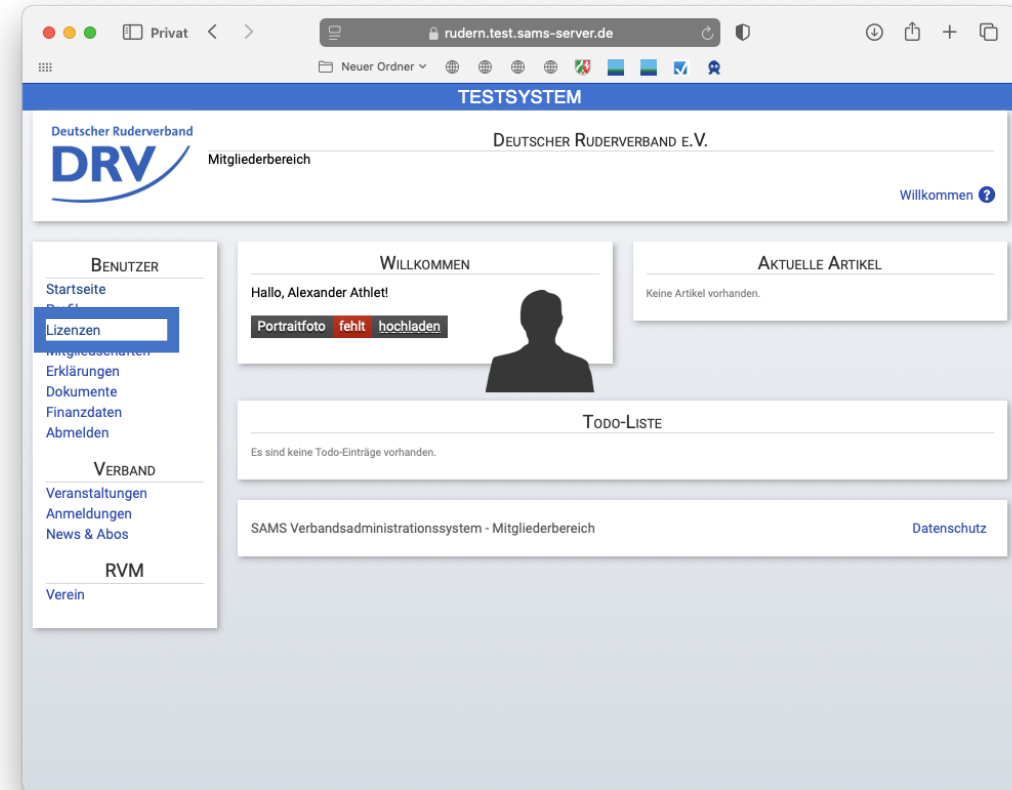 Privat
rudern.test.sams-server.de
Neuer Ordner
TESTSYSTEM
Deutscher Ruderverband
DRV
DEUTSCHER RUDERVERBAND E.V.
Mitgliederbereich
Willkommen ?
BENUTZER
Startseite
Lizenzen
Erklärungen
Dokumente
Finanzdaten
Abmelden
VERBAND
Veranstaltungen
Anmeldungen
News & Abos
RVM
Verein
WILLKOMMEN
Hallo, Alexander Athlet!
Portraitfoto fehlt hochladen
AKTUELLE ARTIKEL
Keine Artikel vorhanden.
TODO-LISTE
Es sind keine Todo-Einträge vorhanden.
SAMS Verbandsadministrationssystem - Mitgliederbereich
Datenschutz